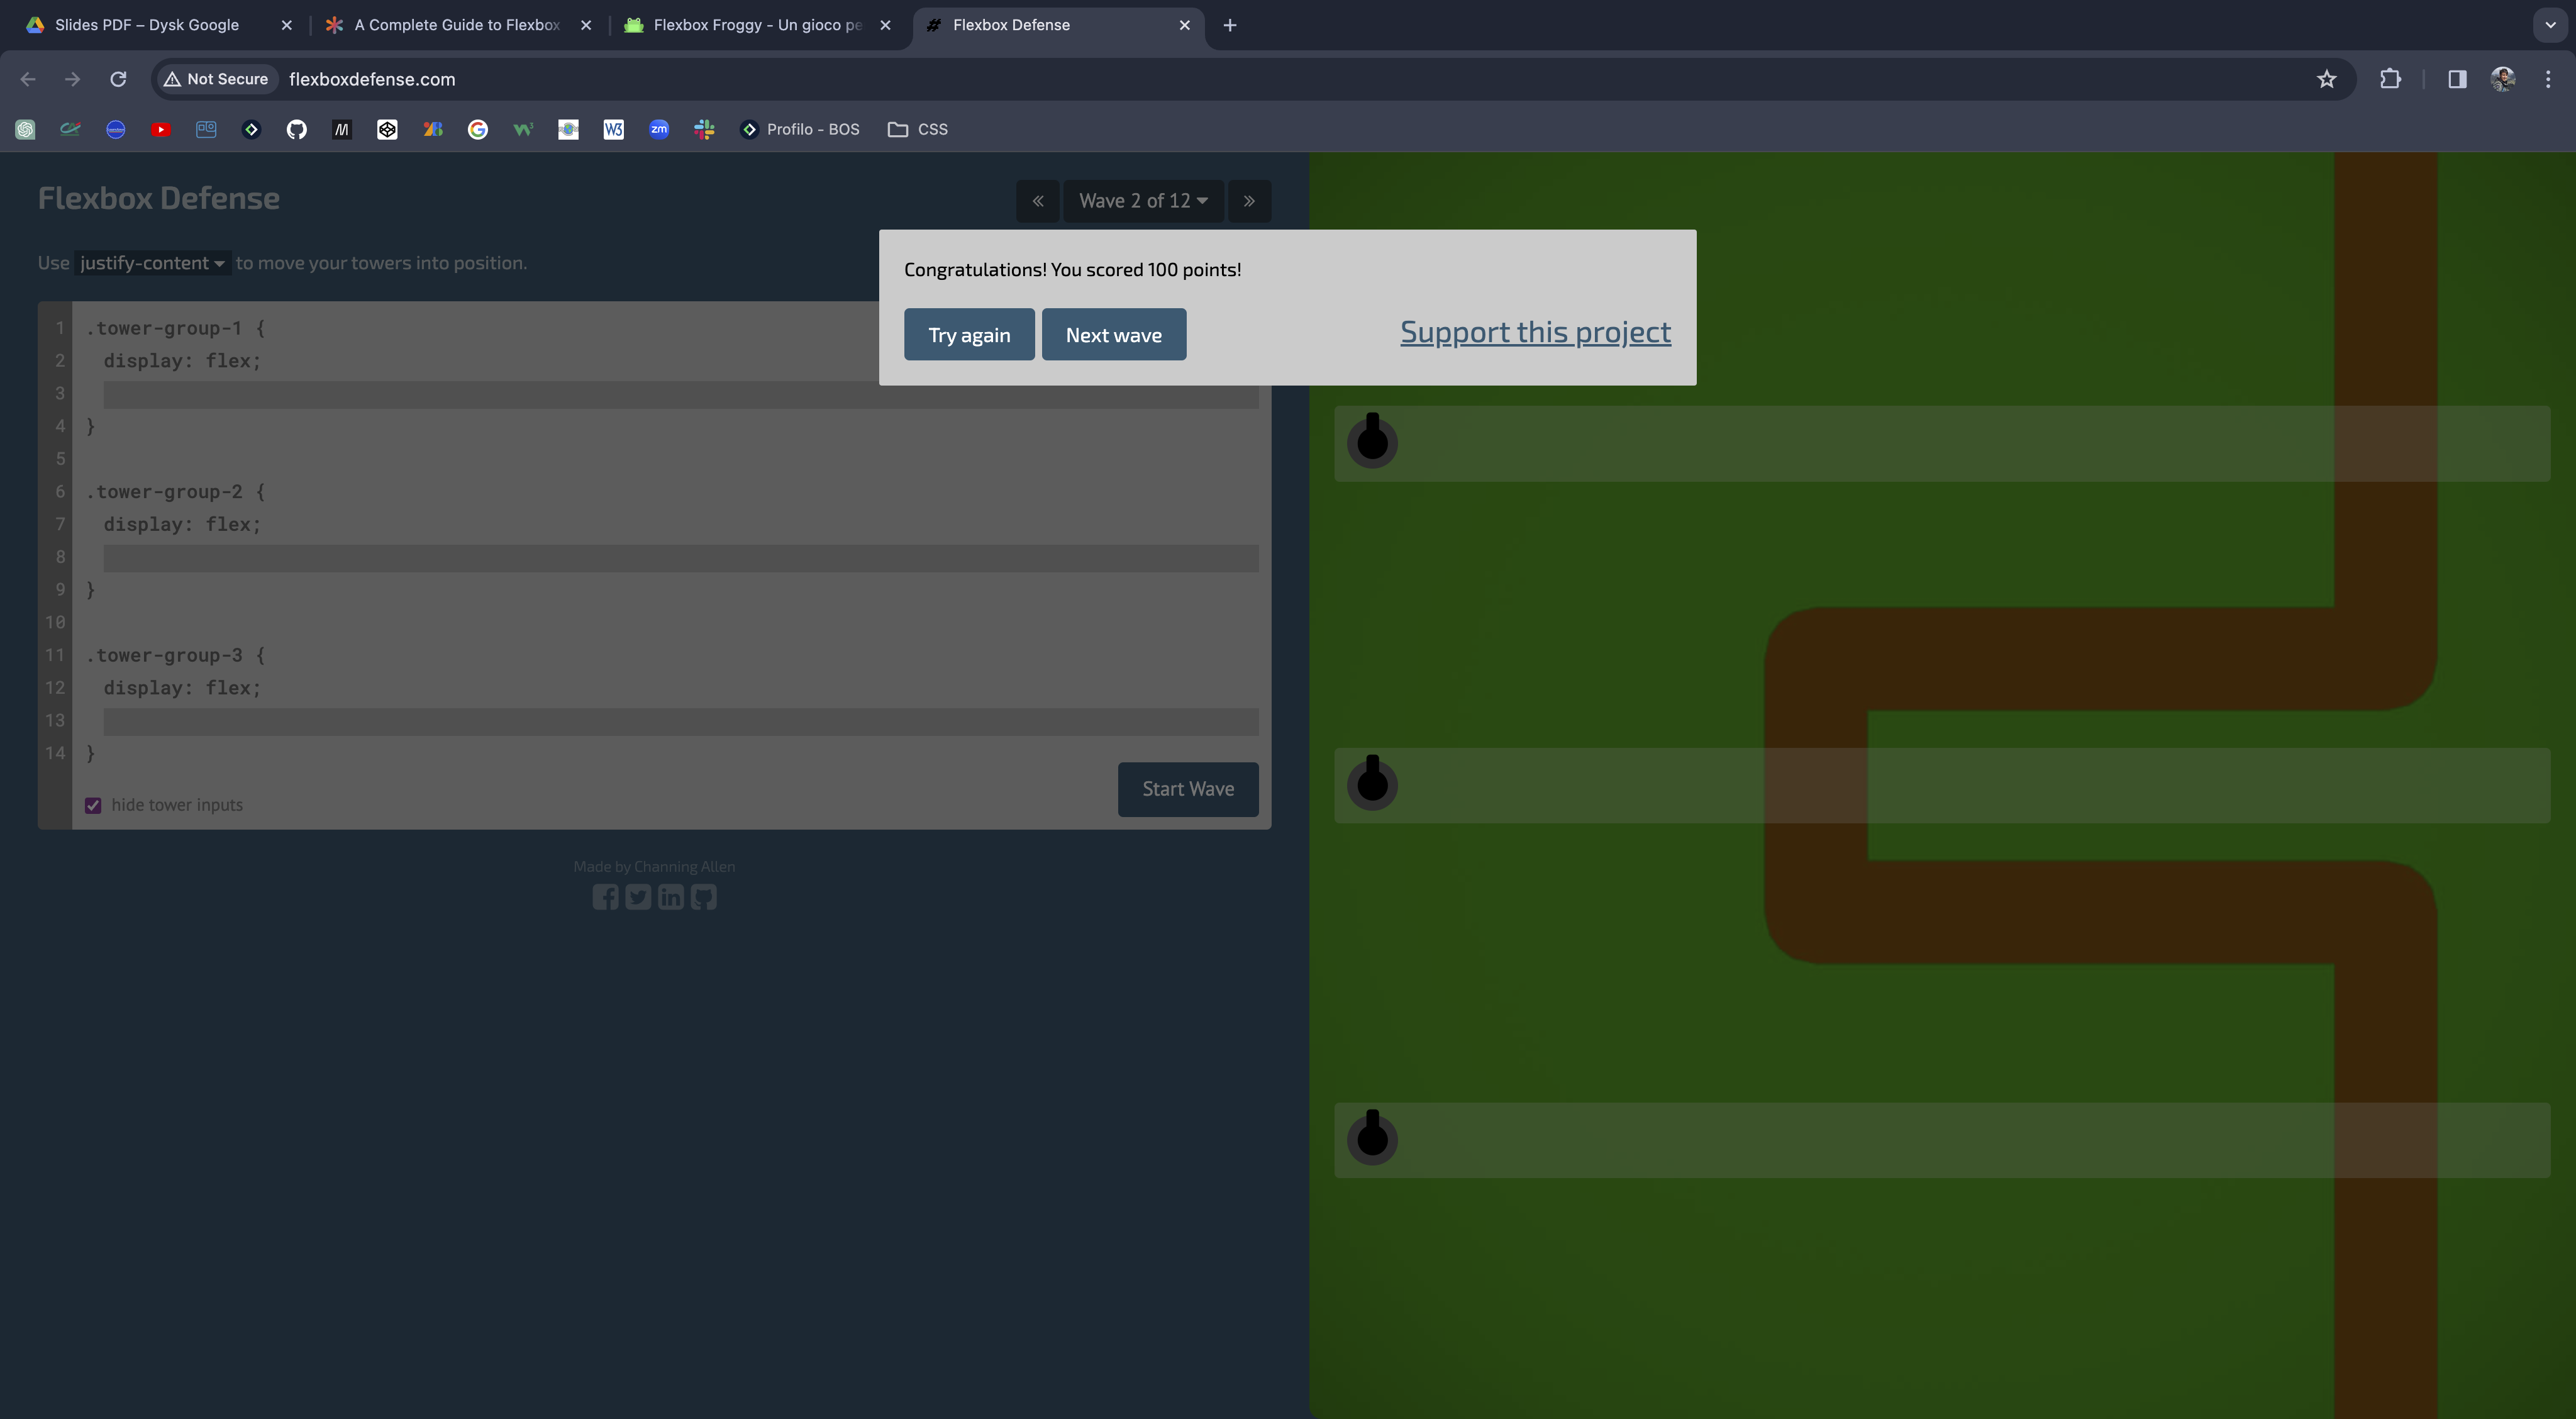 Slides PDF – Dysk Google
A Complete Guide to Flexbox
Flexbox Froggy - Un gioco pe
Flexbox Defense
Not Secure
flexboxdefense.com
W3
zm
Profilo - BOS
CSS
Flexbox Defense
« Wave 2 of 12 »
Use justify-content to move your towers into position.
Congratulations! You scored 100 points!
Try again
Next wave
Support this project
1 .tower-group-1 {
2 display: flex;
3
4 }
5
6 .tower-group-2 {
7 display: flex;
8
9 }
10
11 .tower-group-3 {
12 display: flex;
13
14 }
hide tower inputs
Start Wave
Made by Channing Allen